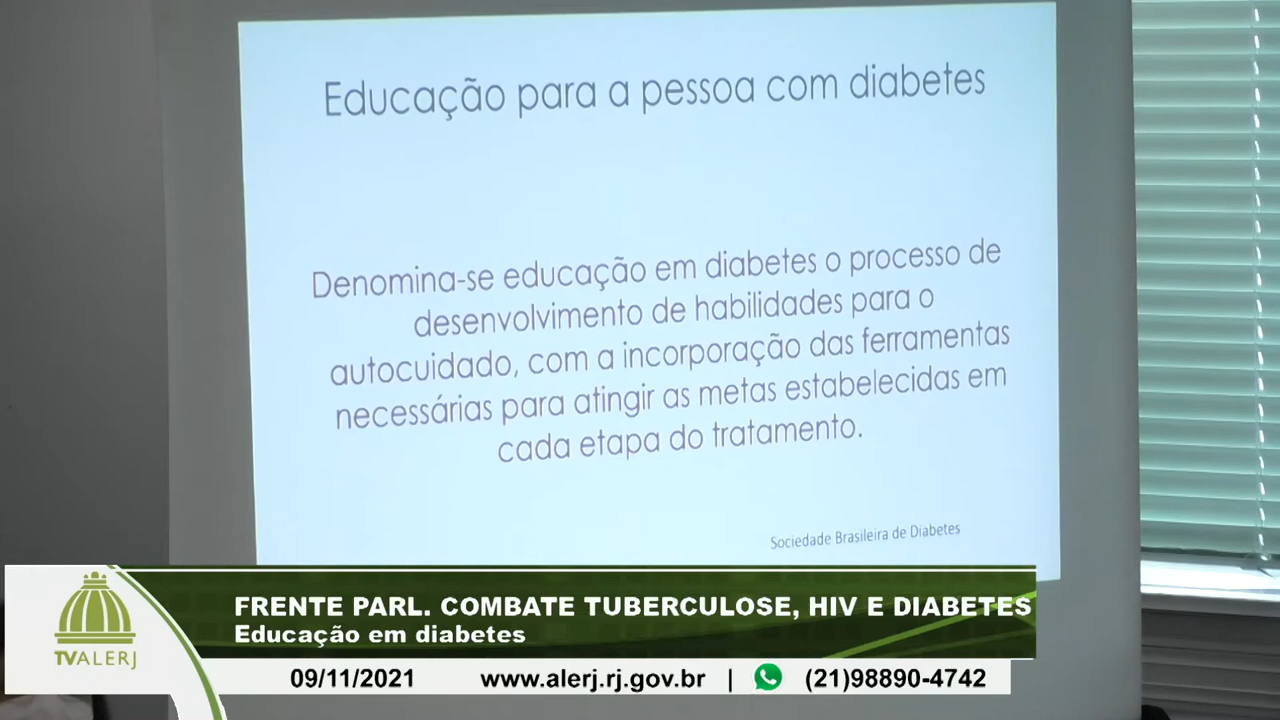 Educação para a pessoa com diabetes
Denomina-se educação em diabetes o processo de
desenvolvimento de habilidades para o
autocuidado, com a incorporação das ferramentas
necessárias para atingir as metas estabelecidas em
cada etapa do tratamento.
Sociedade Brasileira de Diabetes
FRENTE PARL. COMBATE TUBERCULOSE, HIV E DIABETES
Educação em diabetes
TVALERJ
09/11/2021 www.alerj.rj.gov.br | (21)98890-4742